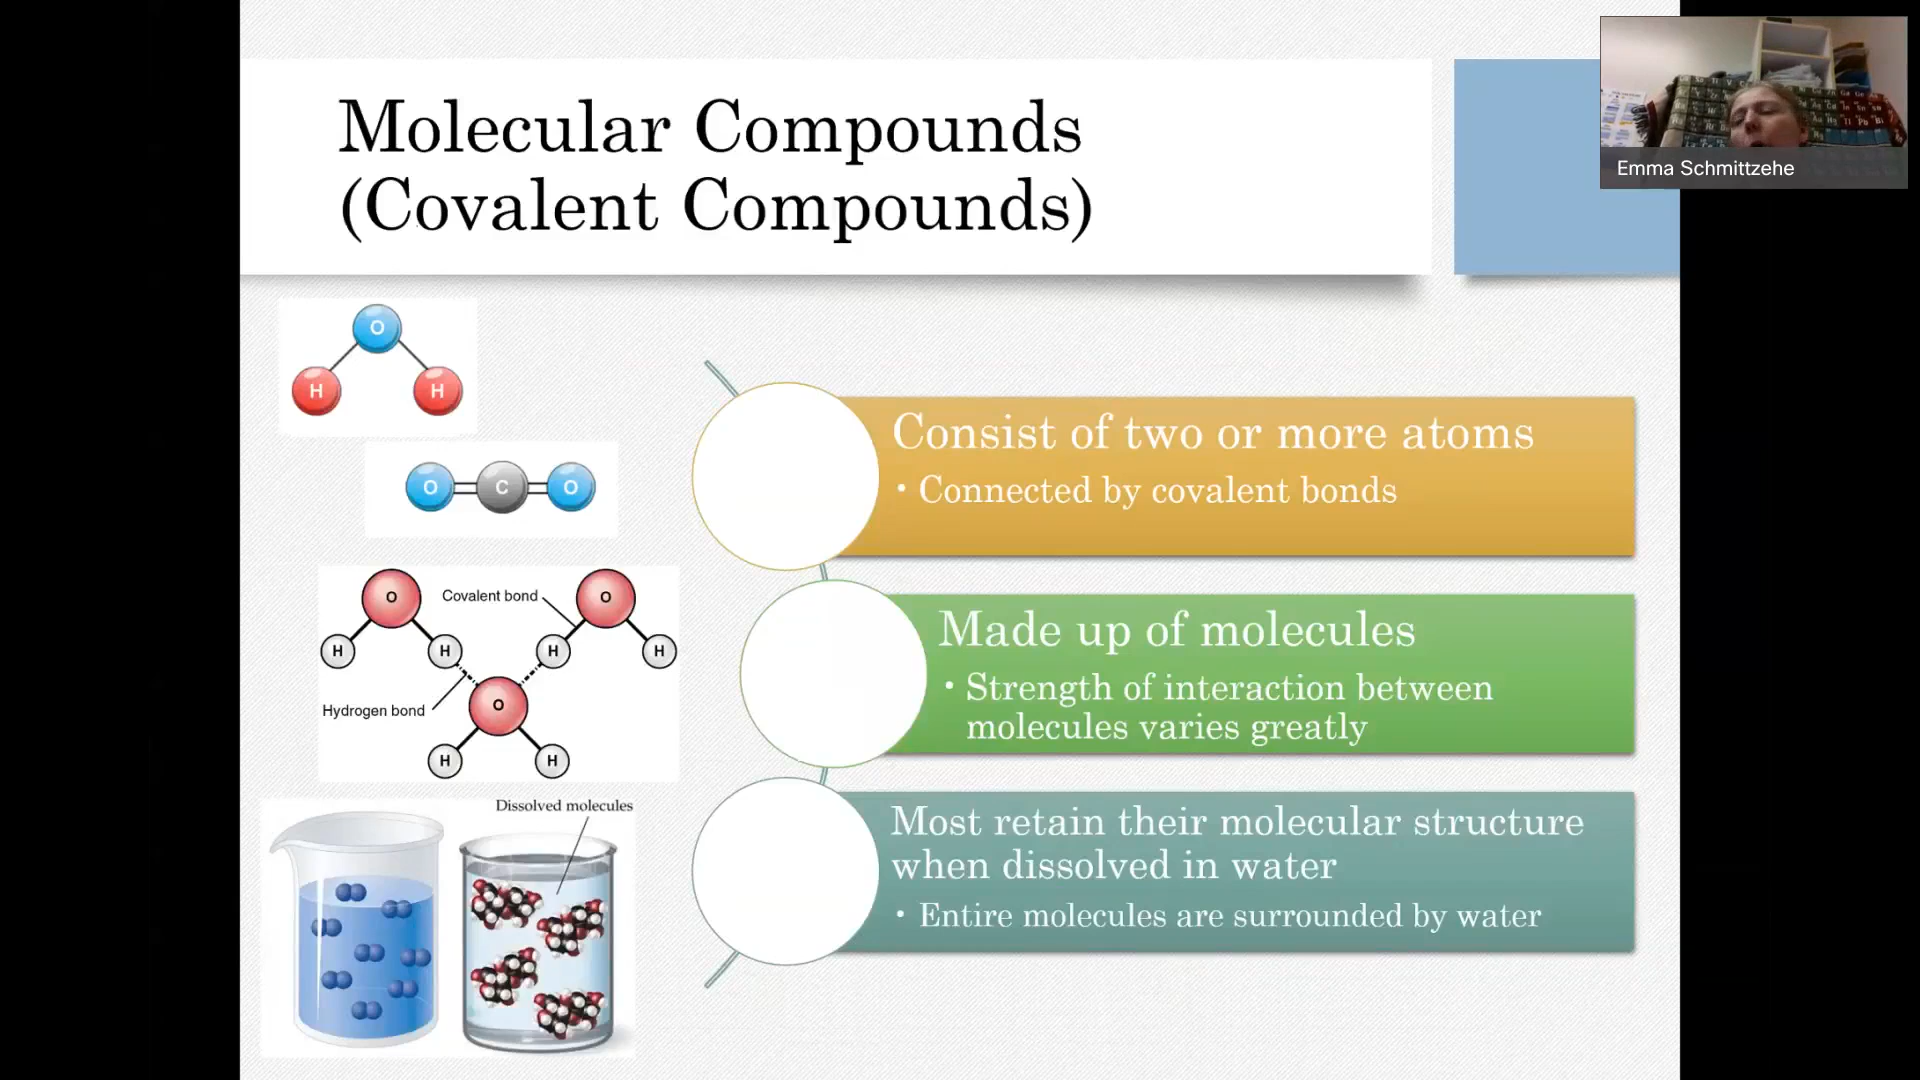 Molecular Compounds
(Covalent Compounds)
Emma Schmittzehe
O
H H
O C O
Consist of two or more atoms
• Connected by covalent bonds
O Covalent bond O
H H H H
Hydrogen bond O
H H
Made up of molecules
• Strength of interaction between
molecules varies greatly
Dissolved molecules
Most retain their molecular structure
when dissolved in water
• Entire molecules are surrounded by water